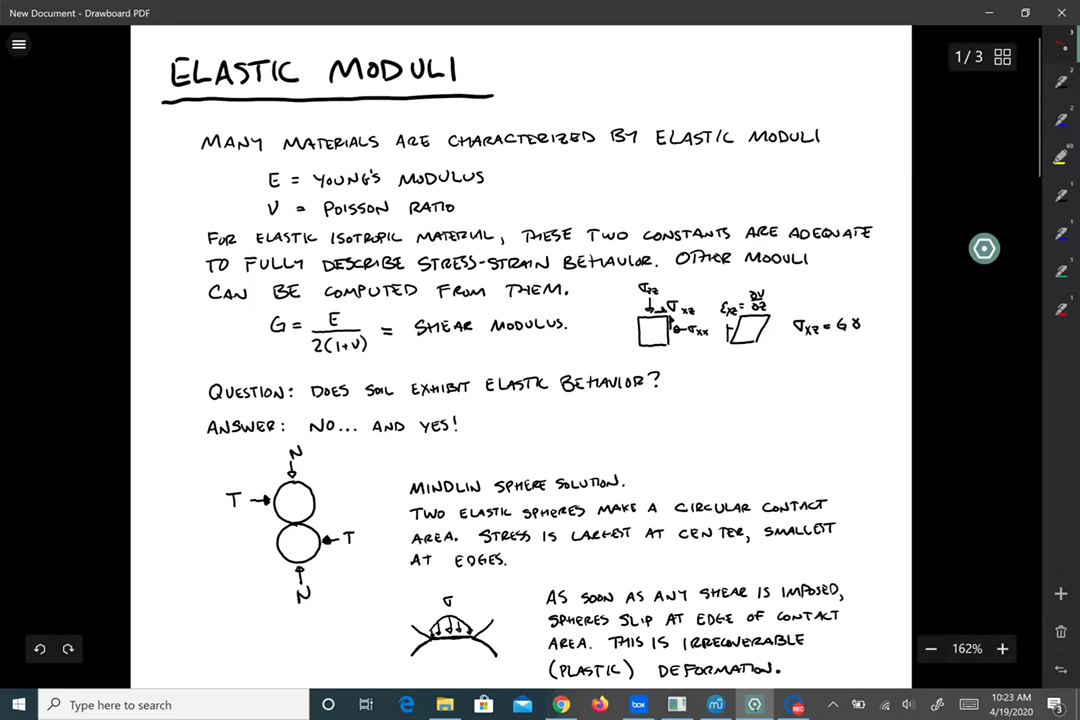 New Document - Drawboard PDF
1/3
ELASTIC MODULI
MANY MATERIALS ARE CHARACTERIZED BY ELASTIC MODULI
E = YOUNG'S MODULUS
ν = POISSON RATIO
FOR ELASTIC ISOTROPIC MATERIAL, THESE TWO CONSTANTS ARE ADEQUATE
TO FULLY DESCRIBE STRESS-STRAIN BEHAVIOR. OTHER MODULI
CAN BE COMPUTED FROM THEM.
G = E / 2(1+ν) = SHEAR MODULUS.
σzz
σxz
σxx
εxz = ∂V/∂z
σxz = Gγ
QUESTION: DOES SOIL EXHIBIT ELASTIC BEHAVIOR?
ANSWER: NO... AND YES!
N
T
T
N
MINDLIN SPHERE SOLUTION.
TWO ELASTIC SPHERES MAKE A CIRCULAR CONTACT
AREA. STRESS IS LARGEST AT CENTER, SMALLEST
AT EDGES.
σ
AS SOON AS ANY SHEAR IS IMPOSED,
SPHERES SLIP AT EDGE OF CONTACT
AREA. THIS IS IRRECOVERABLE
(PLASTIC) DEFORMATION.
162%
Type here to search
box
REC
10:23 AM
4/19/2020